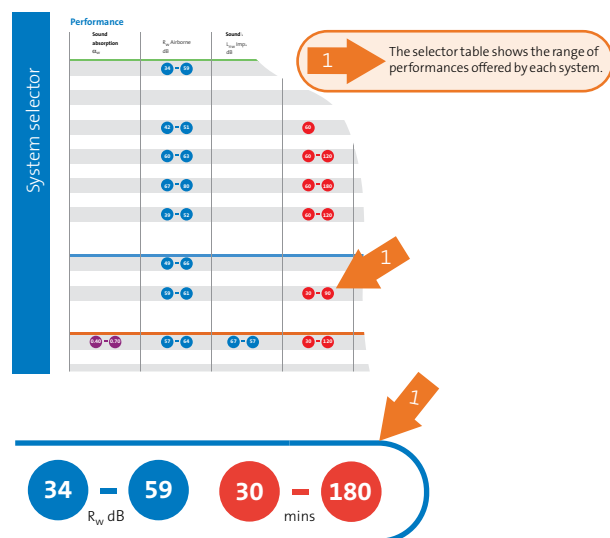 System selector
Performance
Sound
absorption
αw
Rw Airborne
dB
Sound:
Lnw Imp.
dB
1
The selector table shows the range of
performances offered by each system.
34 – 59
42 – 51 60
60 – 63 60 – 120
67 – 80 60 – 180
39 – 52 60 – 120
1
49 – 66
59 – 61 30 – 90
0.40 – 0.70 57 – 64 67 – 57 30 – 120
1
34 – 59 30 – 180
Rw dB mins